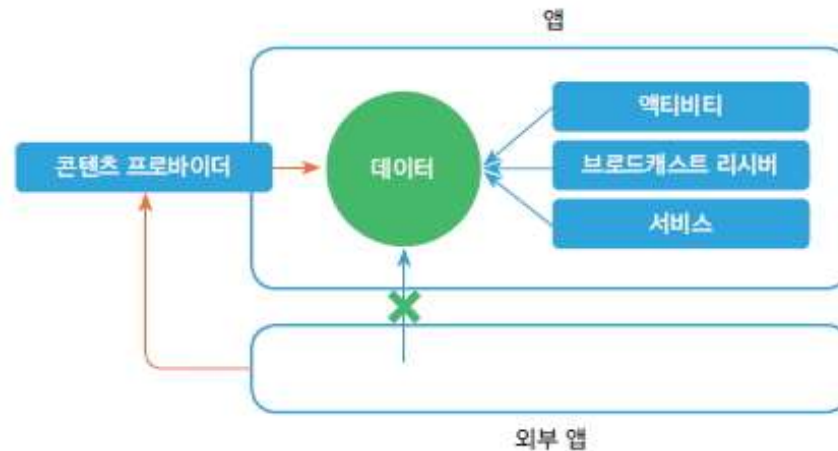 앱
액티비티
콘텐츠 프로바이더
데이터
브로드캐스트 리시버
서비스
외부 앱